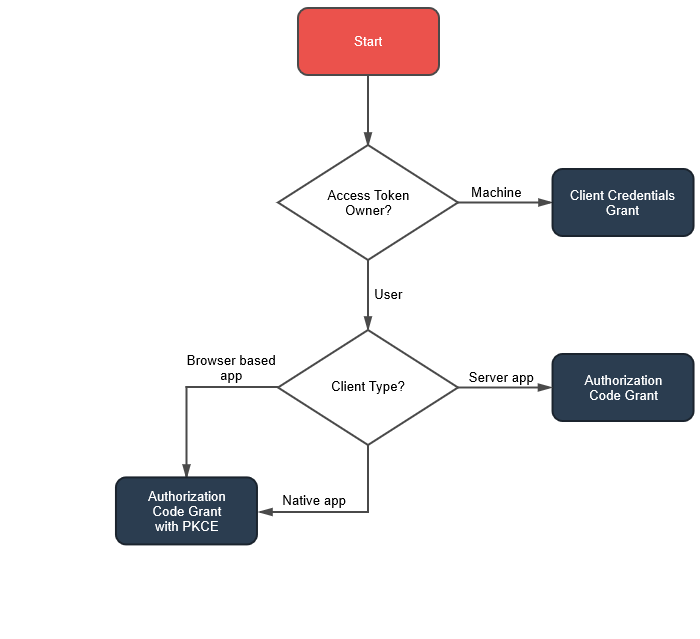 Start
Access Token
Owner?
Machine
Client Credentials
Grant
User
Browser based
app
Client Type?
Server app
Authorization
Code Grant
Native app
Authorization
Code Grant
with PKCE